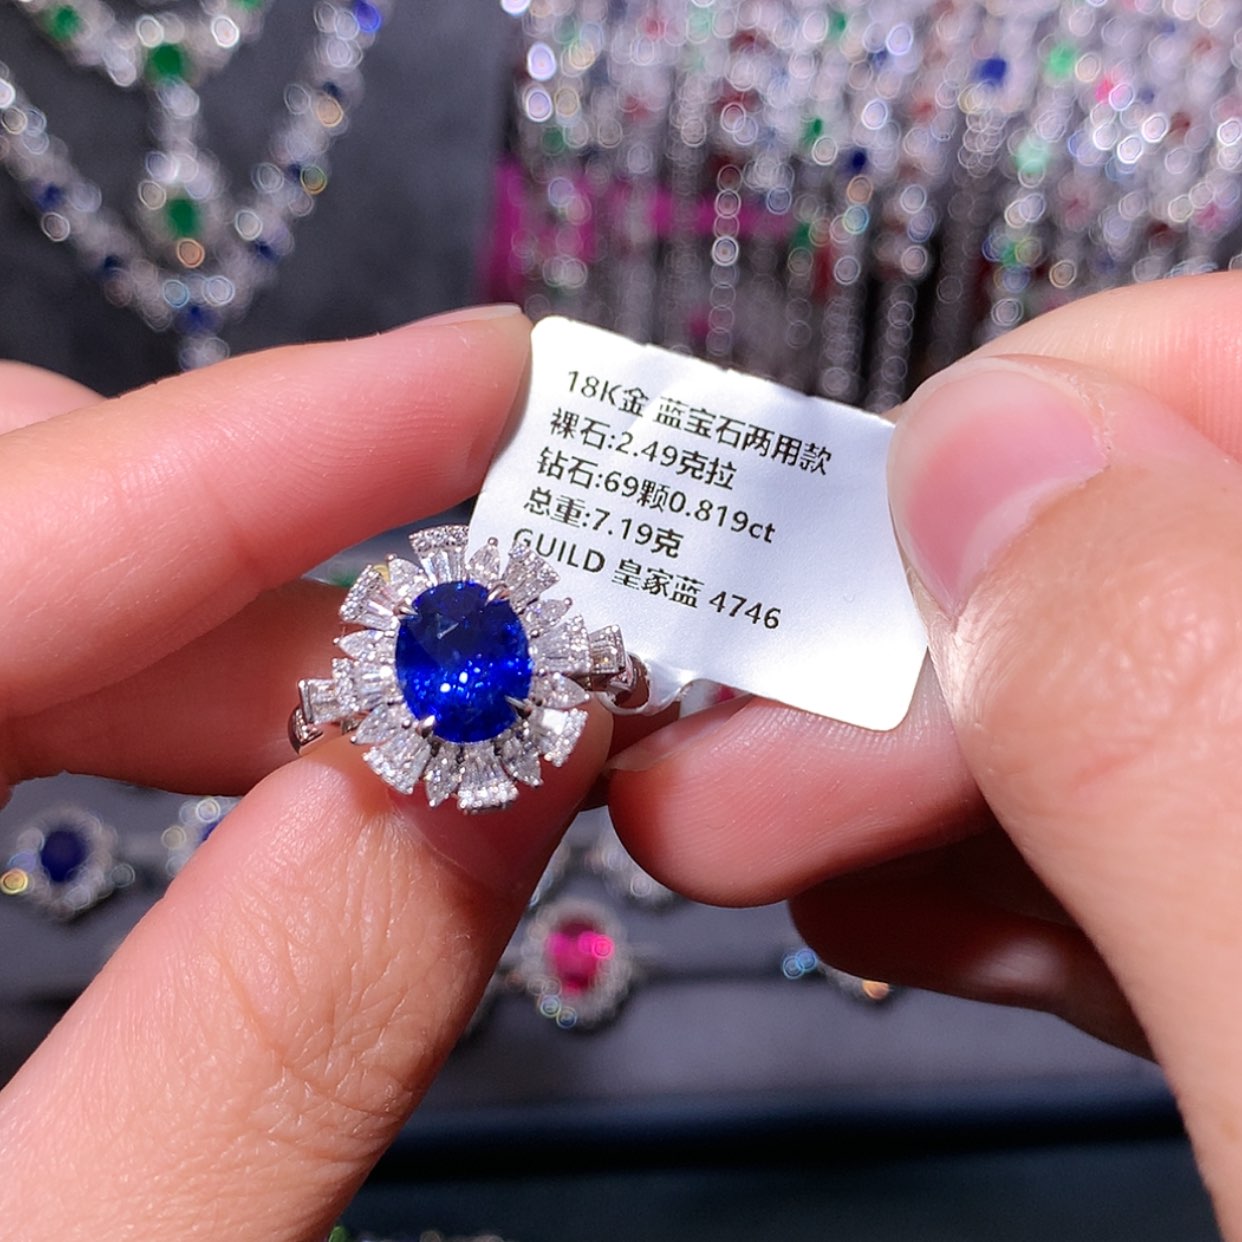 18K金 蓝宝石两用款
裸石:2.49克拉
钻石:69颗0.819ct
总重:7.19克
GUILD 皇家蓝 4746